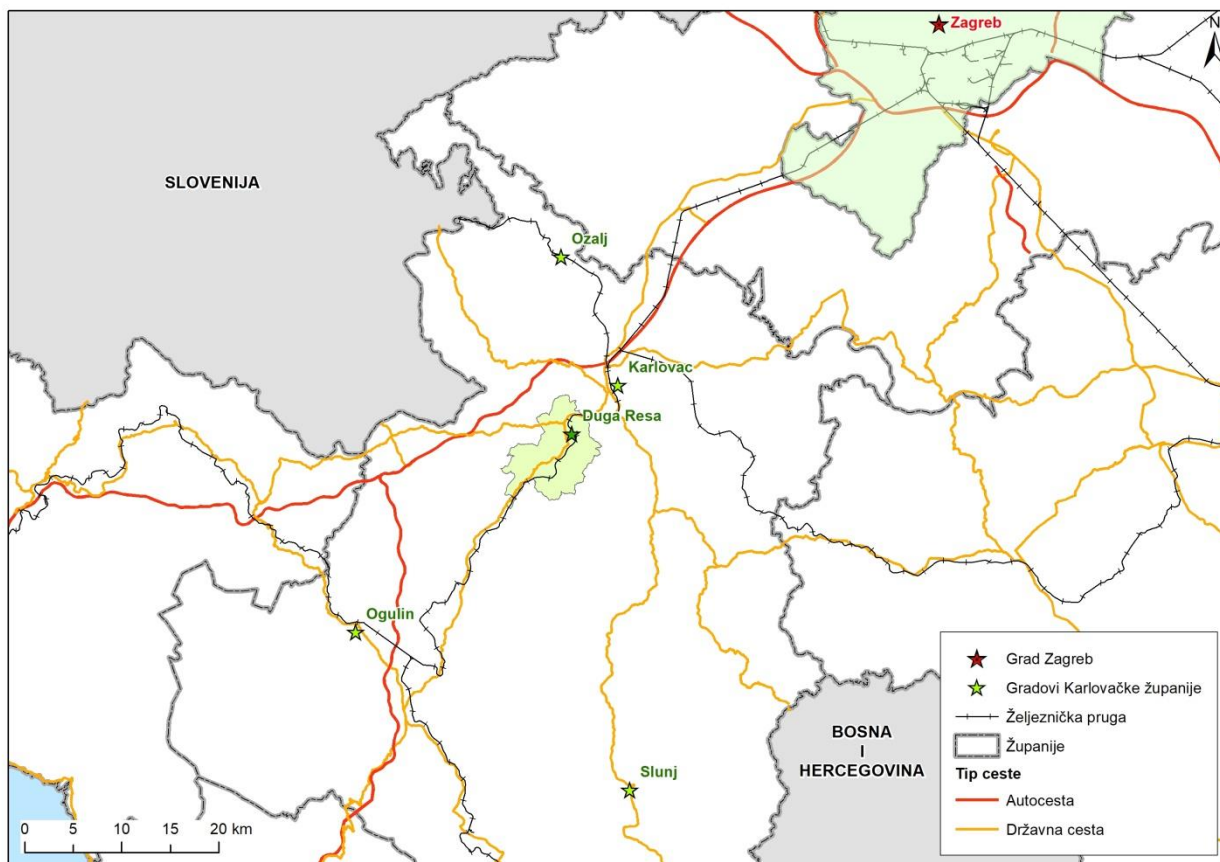 Zagreb
N
SLOVENIJA
Ozalj
Karlovac
Duga Resa
Ogulin
Slunj
BOSNA
I
HERCEGOVINA
Grad Zagreb
Gradovi Karlovačke županije
Željeznička pruga
Županije
Tip ceste
Autocesta
Državna cesta
0 5 10 15 20 km